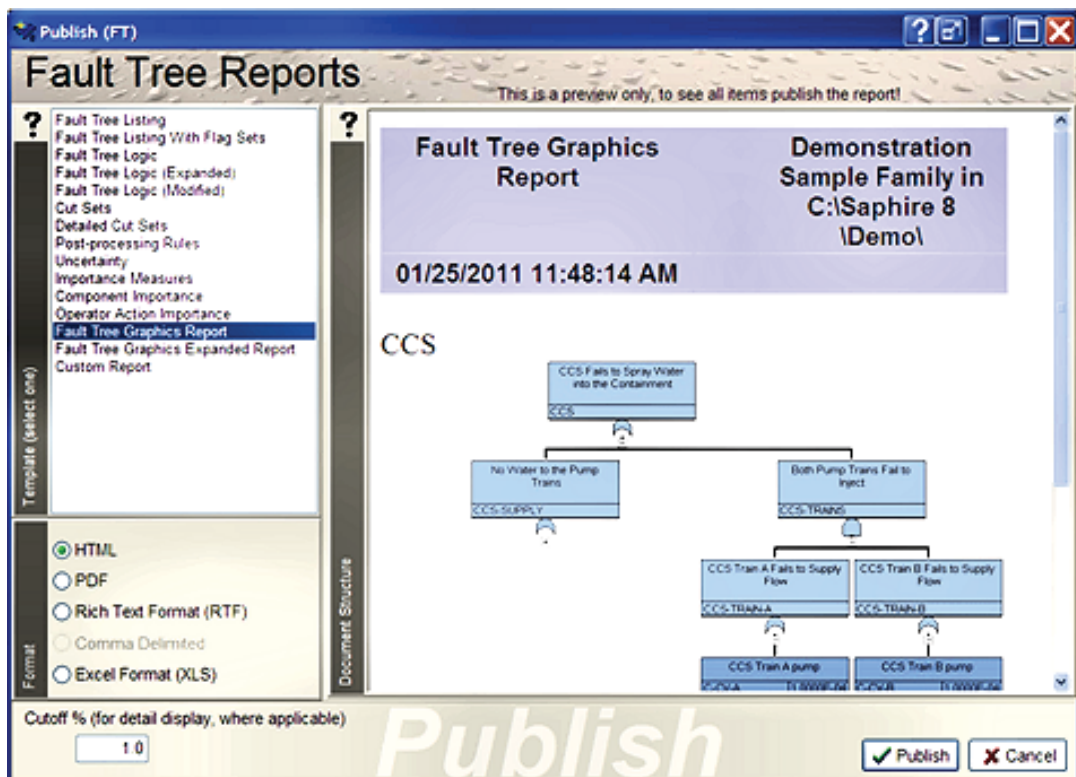 Publish (FT)
Fault Tree Reports
This is a preview only, to see all items publish the report!
?
Template (select one)
Fault Tree Listing
Fault Tree Listing With Flag Sets
Fault Tree Logic
Fault Tree Logic (Expanded)
Fault Tree Logic (Modified)
Cut Sets
Detailed Cut Sets
Post-processing Rules
Uncertainty
Importance Measures
Component Importance
Operator Action Importance
Fault Tree Graphics Report
Fault Tree Graphics Expanded Report
Custom Report
Format
HTML
PDF
Rich Text Format (RTF)
Comma Delimited
Excel Format (XLS)
?
Document Structure
Fault Tree Graphics
Report
Demonstration
Sample Family in
C:\Saphire 8
\Demo\
01/25/2011 11:48:14 AM
CCS
CCS Fails to Spray Water
into the Containment
CCS
No Water to the Pump
Trains
CCS-SUPPLY
Both Pump Trains Fail to
Inject
CCS-TRAINS
CCS Train A Fails to Supply
Flow
CCS-TRAIN-A
CCS Train B Fails to Supply
Flow
CCS-TRAIN-B
CCS Train A pump
CCS Train B pump
Cutoff % (for detail display, where applicable)
1.0
Publish
Publish
Cancel